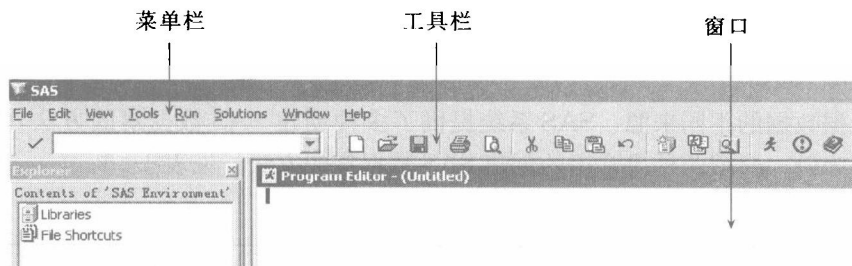 菜单栏 工具栏 窗口
SAS
File Edit View Tools Run Solutions Window Help
Explorer
Program Editor - (Untitled)
Contents of 'SAS Environment'
Libraries
File Shortcuts